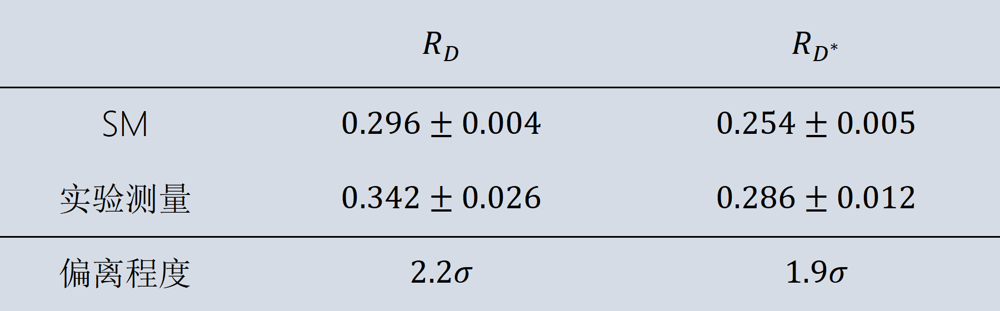 R_D R_{D*}
SM 0.296 ± 0.004 0.254 ± 0.005
实验测量 0.342 ± 0.026 0.286 ± 0.012
偏离程度 2.2σ 1.9σ